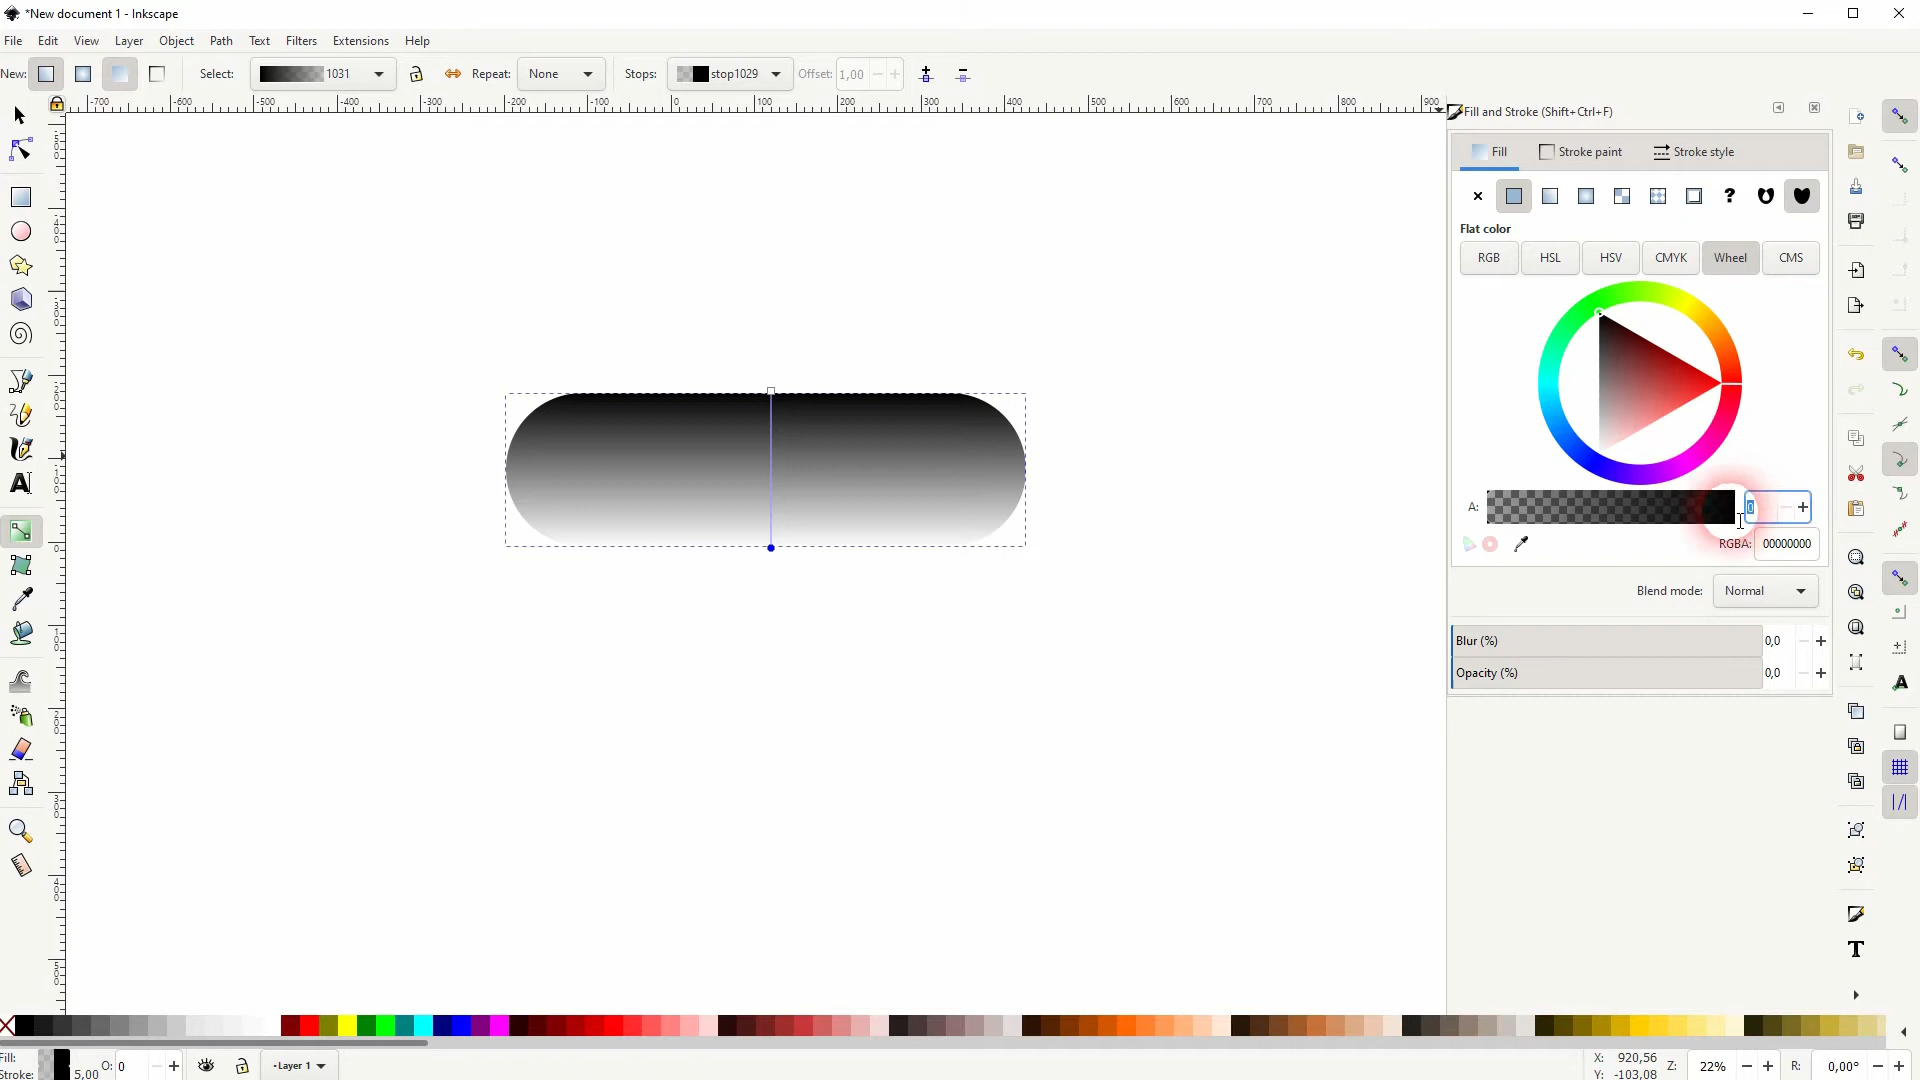 *New document 1 - Inkscape
File Edit View Layer Object Path Text Filters Extensions Help
New: Select: 1031 Repeat: None Stops: stop1029 Offset: 1,00
-700 -600 -500 -400 -300 -200 -100 0 100 200 300 400 500 600 700 800 900
Fill and Stroke (Shift+Ctrl+F)
Fill Stroke paint Stroke style
Flat color
RGB HSL HSV CMYK Wheel CMS
A: 0
RGBA: 00000000
Blend mode: Normal
Blur (%) 0,0
Opacity (%) 0,0
Fill: O: 0 Layer 1
Stroke: 5,00
X: 920,56 Z: 22% R: 0,00°
Y: -103,08